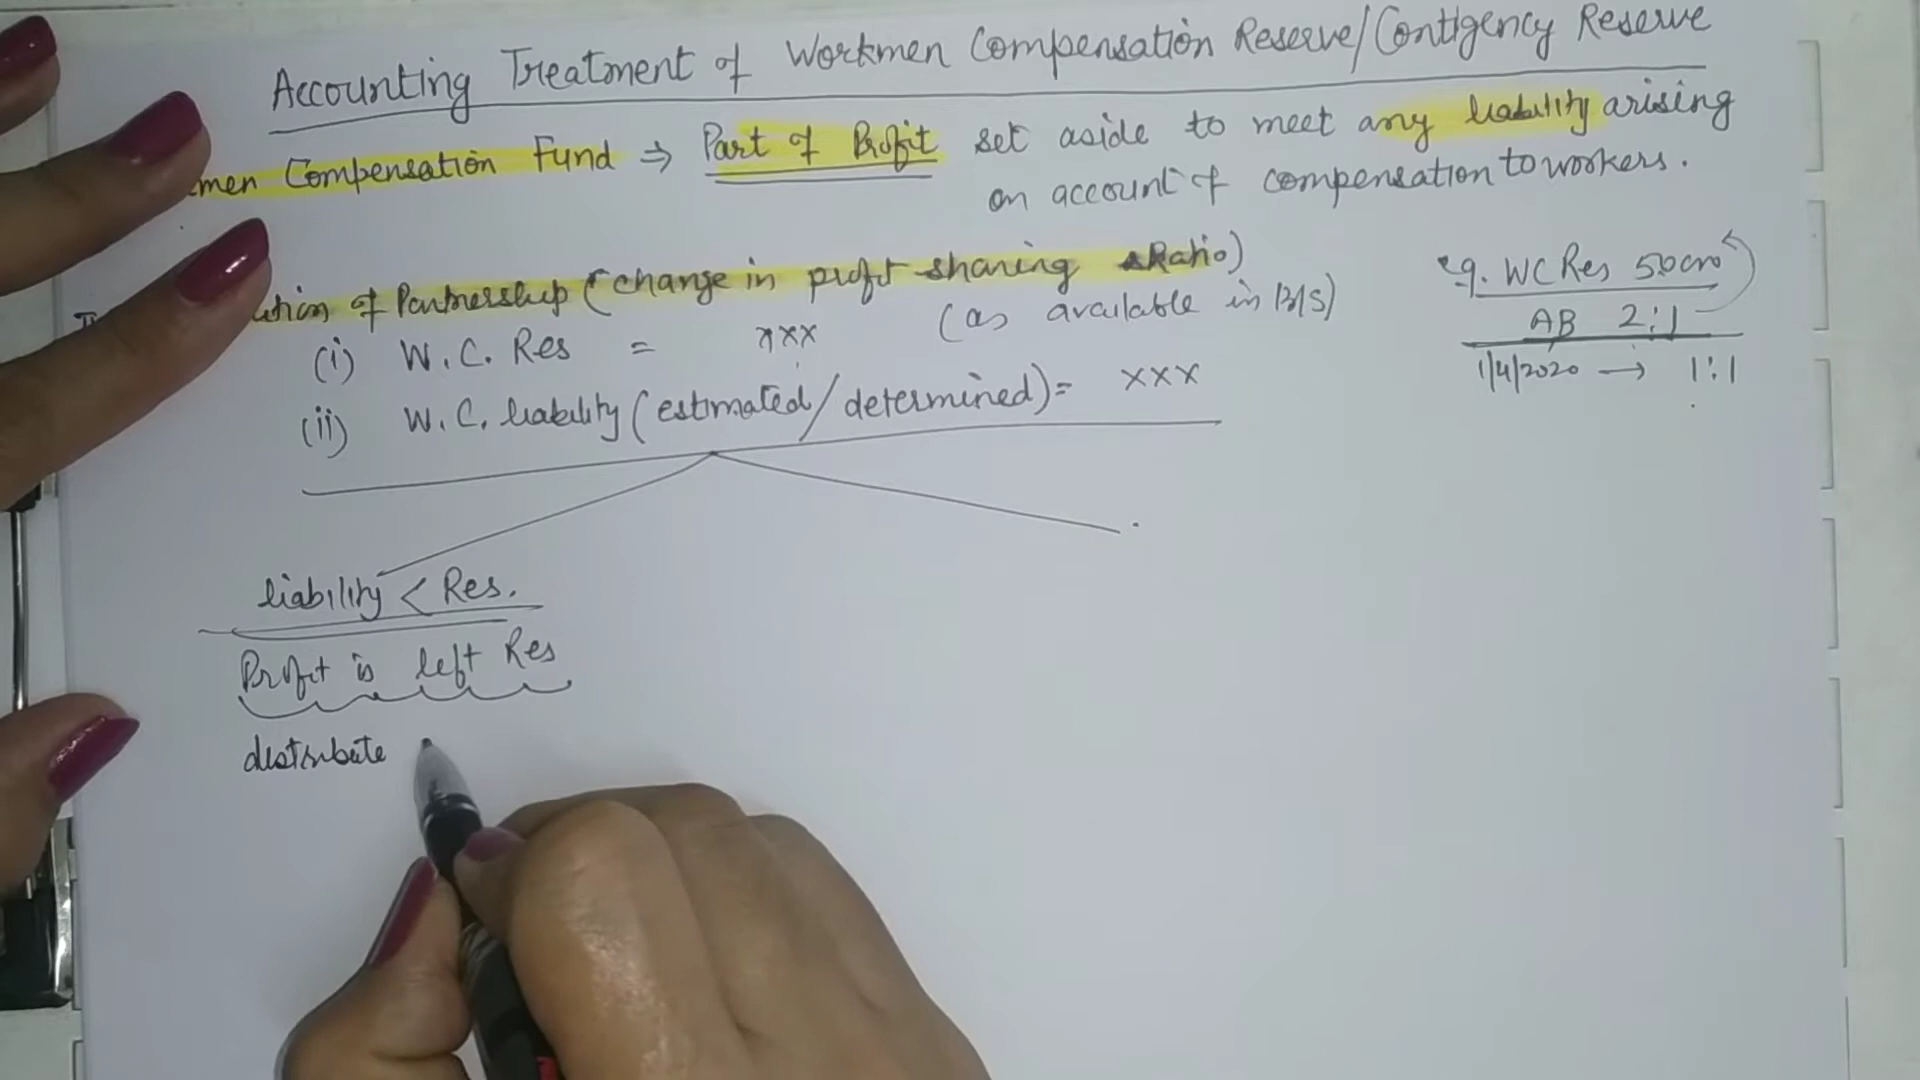 Accounting Treatment of Workmen Compensation Reserve/Contigency Reserve
men Compensation Fund ⇒ Part of Profit set aside to meet any liability arising
on account of compensation to workers.
ution of Partnership (change in profit sharing Ratio)
(i) W.C. Res = xxx (as available in B/S)
(ii) W.C. liability (estimated/determined) = xxx
eg. WC Res 50000
AB 2:1
1/4/2020 → 1:1
liability < Res.
Profit is left Res
distribute